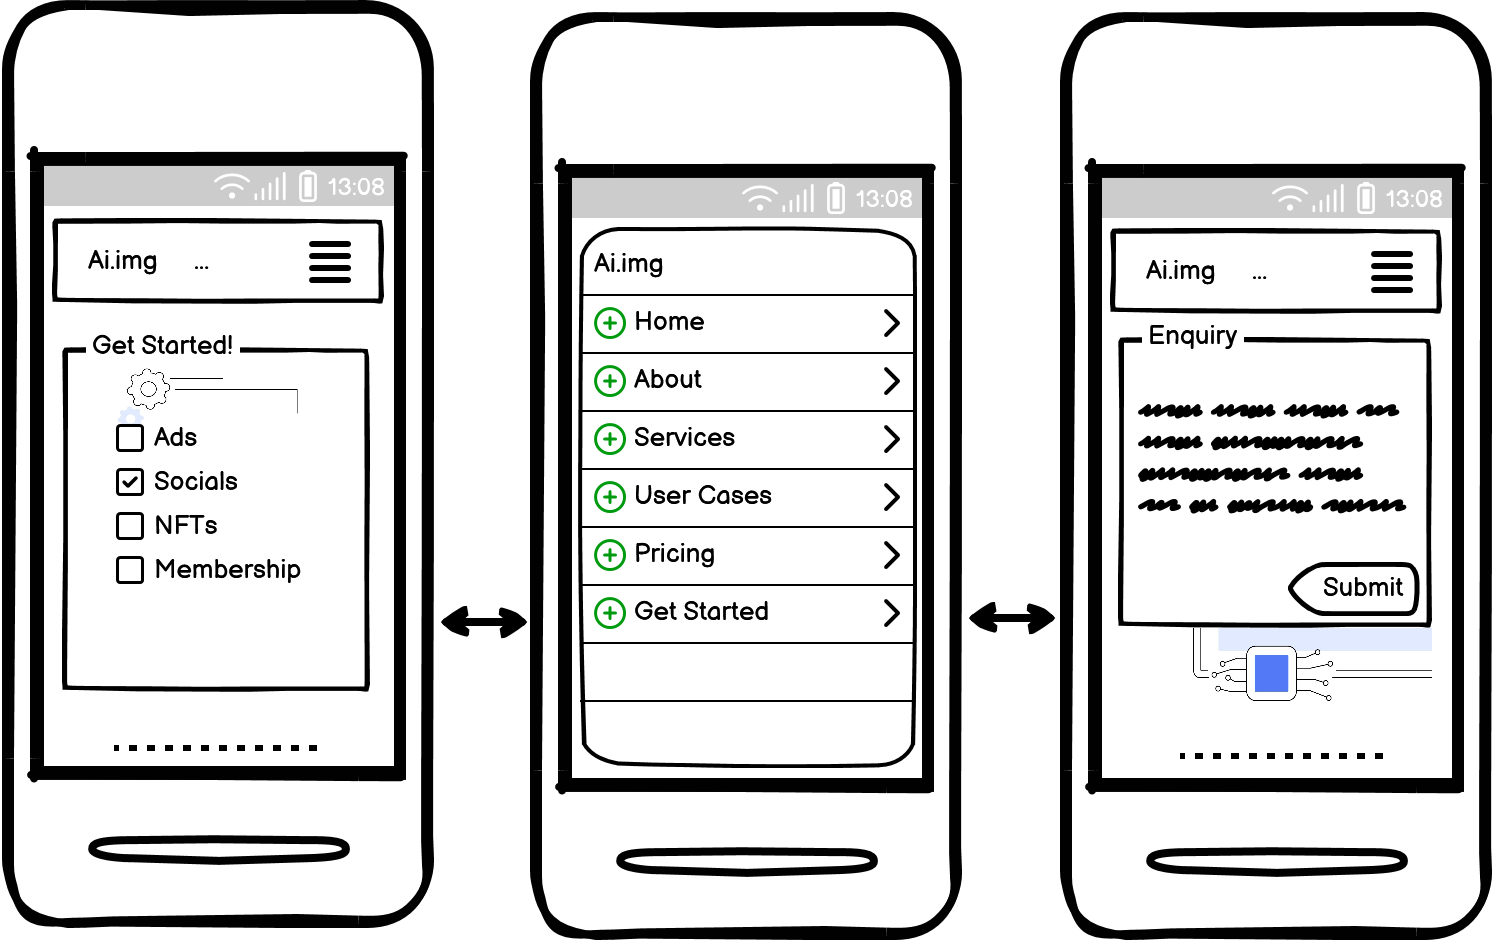 13:08
Ai.img ...
Get Started!
Ads
Socials
NFTs
Membership
13:08
Ai.img
Home
About
Services
User Cases
Pricing
Get Started
13:08
Ai.img ...
Enquiry
Submit